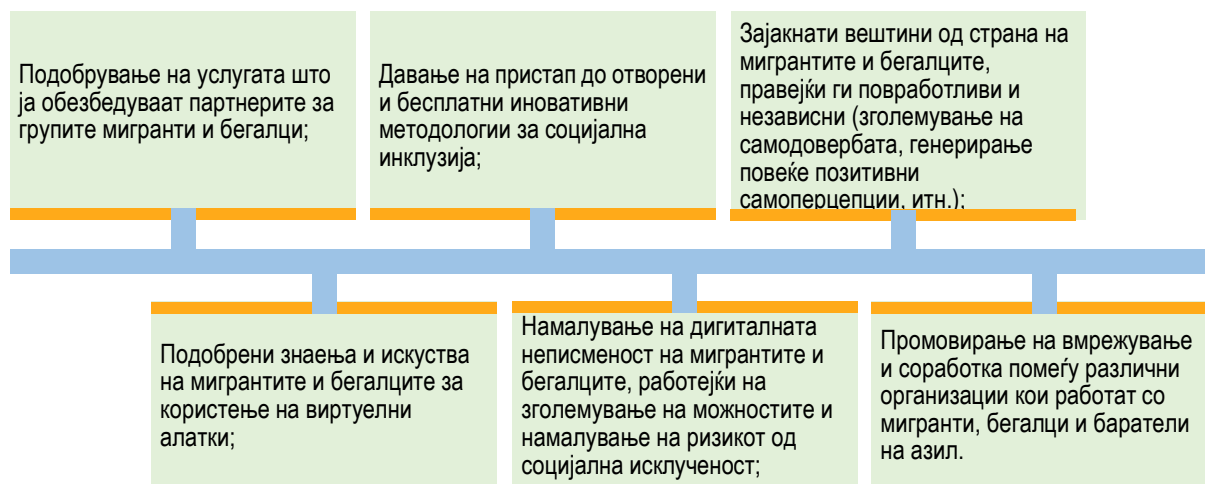 Подобрување на услугата што
ја обезбедуваат партнерите за
групите мигранти и бегалци;
Давање на пристап до отворени
и бесплатни иновативни
методологии за социјална
инклузија;
Зајакнати вештини од страна на
мигрантите и бегалците,
правејќи ги повработливи и
независни (зголемување на
самодовербата, генерирање
повеќе позитивни
самоперцепции, итн.);
Подобрени знаења и искуства
на мигрантите и бегалците за
користење на виртуелни
алатки;
Намалување на дигиталната
неписменост на мигрантите и
бегалците, работејќи на
зголемување на можностите и
намалување на ризикот од
социјална исклученост;
Промовирање на вмрежување
и соработка помеѓу различни
организации кои работат со
мигранти, бегалци и баратели
на азил.